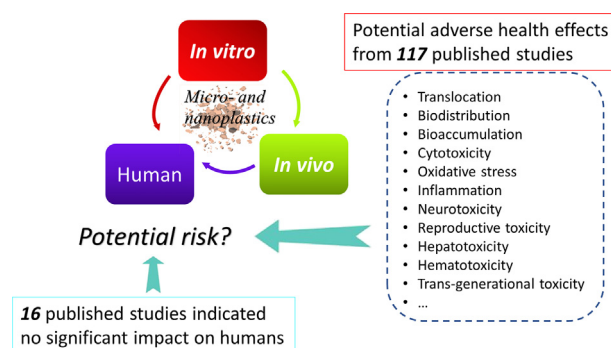 In vitro
Micro- and
nanoplastics
Human
In vivo
Potential risk?
16 published studies indicated
no significant impact on humans
Potential adverse health effects
from 117 published studies
• Translocation
• Biodistribution
• Bioaccumulation
• Cytotoxicity
• Oxidative stress
• Inflammation
• Neurotoxicity
• Reproductive toxicity
• Hepatotoxicity
• Hematotoxicity
• Trans-generational toxicity
• ...